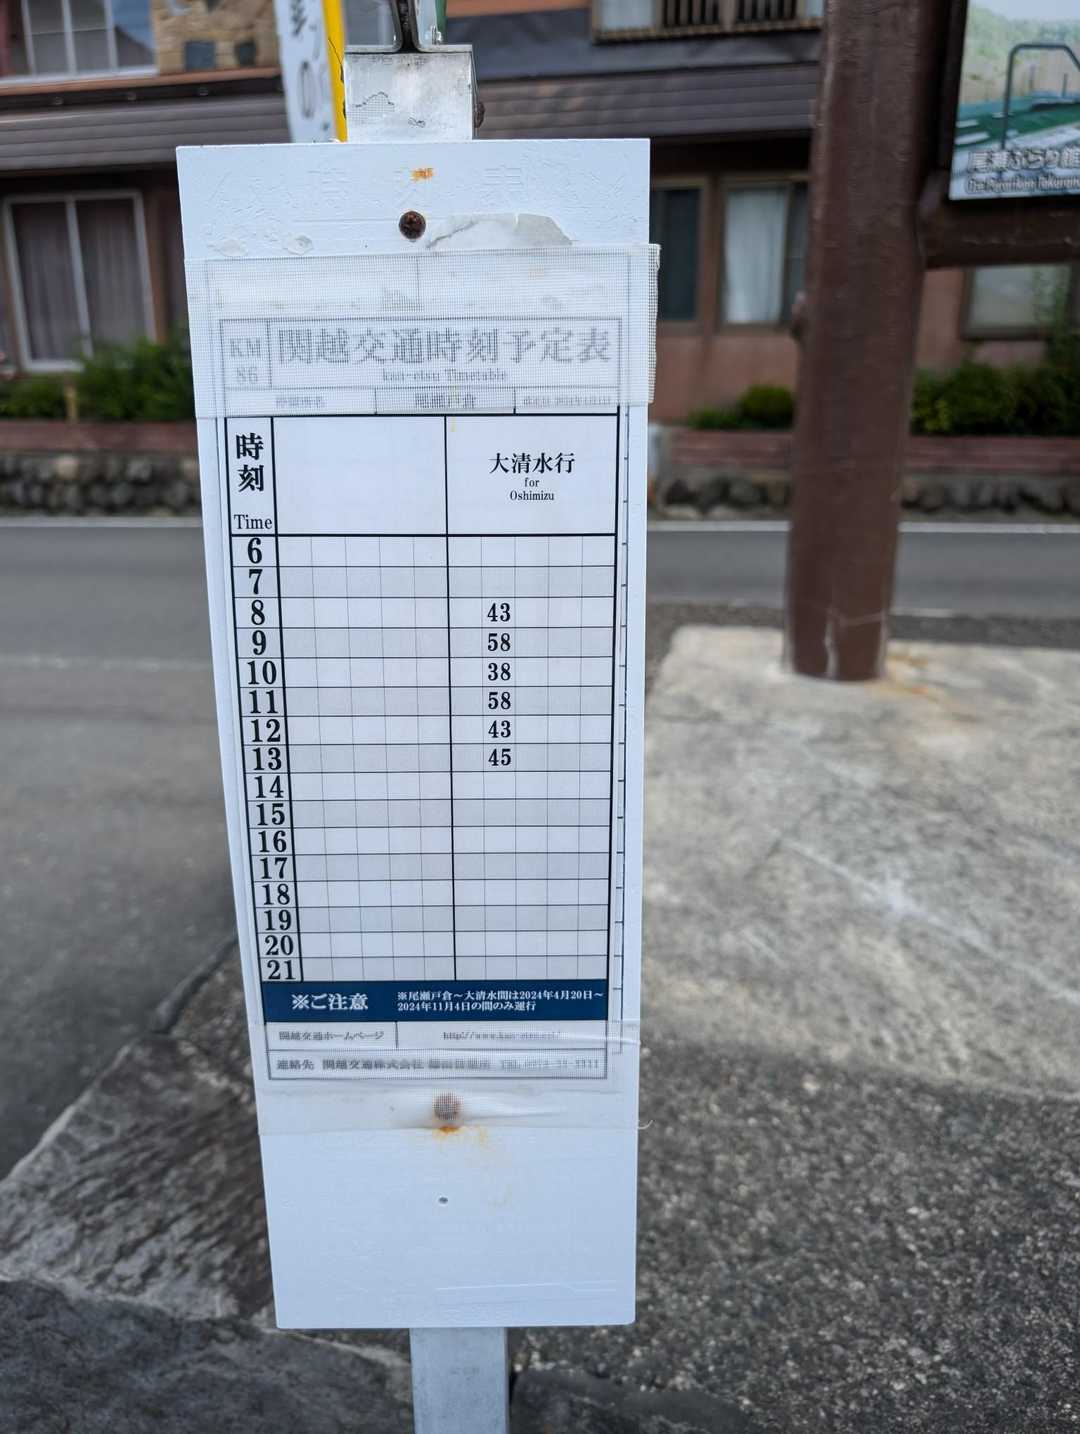 尾瀬ぷらり館
KM
86
関越交通時刻予定表
kan-etsu Timetable
停留所名
尾瀬戸倉
時刻
Time
大清水行
for
Oshimizu
6
7
8 43
9 58
10 38
11 58
12 43
13 45
14
15
16
17
18
19
20
21
※ご注意
※尾瀬戸倉～大清水間は2024年4月20日～
2024年11月4日の間のみ運行
関越交通ホームページ
連絡先 関越交通株式会社